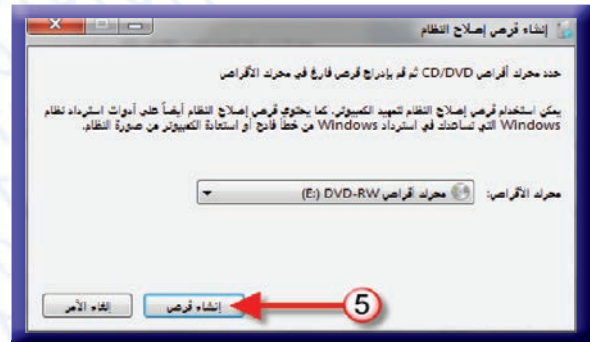 إنشاء قرص إصلاح النظام
حدد محرك أقراص CD/DVD ثم قم بإدراج قرص فارغ في محرك الأقراص
يمكن استخدام قرص إصلاح النظام لتمهيد الكمبيوتر. كما يحتوي قرص إصلاح النظام أيضاً على أدوات استرداد نظام
Windows التي تساعدك في استرداد Windows من خطأ فادح أو استعادة الكمبيوتر من صورة النظام.
محرك الأقراص: محرك أقراص DVD-RW (E:)
إنشاء قرص إلغاء الأمر
5